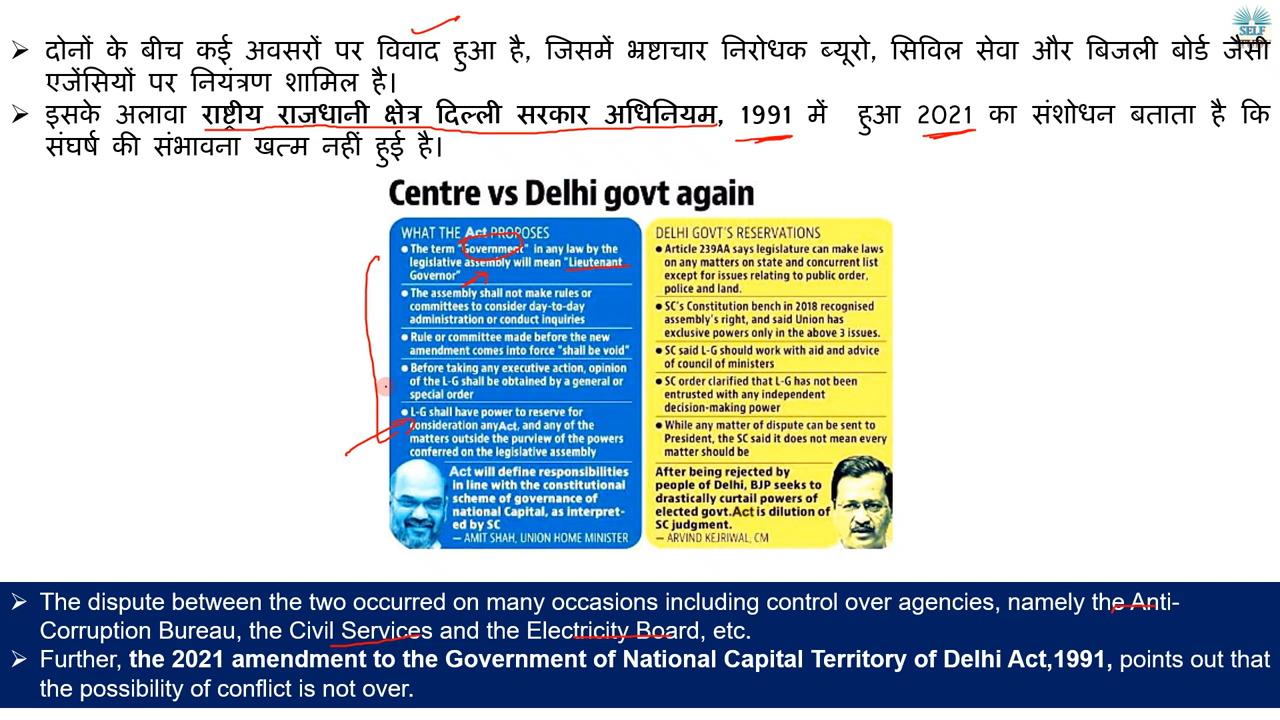 SELF
➢ दोनों के बीच कई अवसरों पर विवाद हुआ है, जिसमें भ्रष्टाचार निरोधक ब्यूरो, सिविल सेवा और बिजली बोर्ड जैसी
एजेंसियों पर नियंत्रण शामिल है।
➢ इसके अलावा राष्ट्रीय राजधानी क्षेत्र दिल्ली सरकार अधिनियम, 1991 में हुआ 2021 का संशोधन बताता है कि
संघर्ष की संभावना खत्म नहीं हुई है।
Centre vs Delhi govt again
WHAT THE Act PROPOSES
• The term "Government" in any law by the
legislative assembly will mean "Lieutenant
Governor"
• The assembly shall not make rules or
committees to consider day-to-day
administration or conduct inquiries
• Rule or committee made before the new
amendment comes into force "shall be void"
• Before taking any executive action, opinion
of the L-G shall be obtained by a general or
special order
• L-G shall have power to reserve for
consideration any Act, and any of the
matters outside the purview of the powers
conferred on the legislative assembly
Act will define responsibilities
in line with the constitutional
scheme of governance of
national Capital, as interpret-
ed by SC
— AMIT SHAH, UNION HOME MINISTER
DELHI GOVT'S RESERVATIONS
• Article 239AA says legislature can make laws
on any matters on state and concurrent list
except for issues relating to public order,
police and land.
• SC's Constitution bench in 2018 recognised
assembly's right, and said Union has
exclusive powers only in the above 3 issues.
• SC said L-G should work with aid and advice
of council of ministers
• SC order clarified that L-G has not been
entrusted with any independent
decision-making power
• While any matter of dispute can be sent to
President, the SC said it does not mean every
matter should be
After being rejected by
people of Delhi, BJP seeks to
drastically curtail powers of
elected govt. Act is dilution of
SC judgment.
— ARVIND KEJRIWAL, CM
➢ The dispute between the two occurred on many occasions including control over agencies, namely the Anti-
Corruption Bureau, the Civil Services and the Electricity Board, etc.
➢ Further, the 2021 amendment to the Government of National Capital Territory of Delhi Act,1991, points out that
the possibility of conflict is not over.